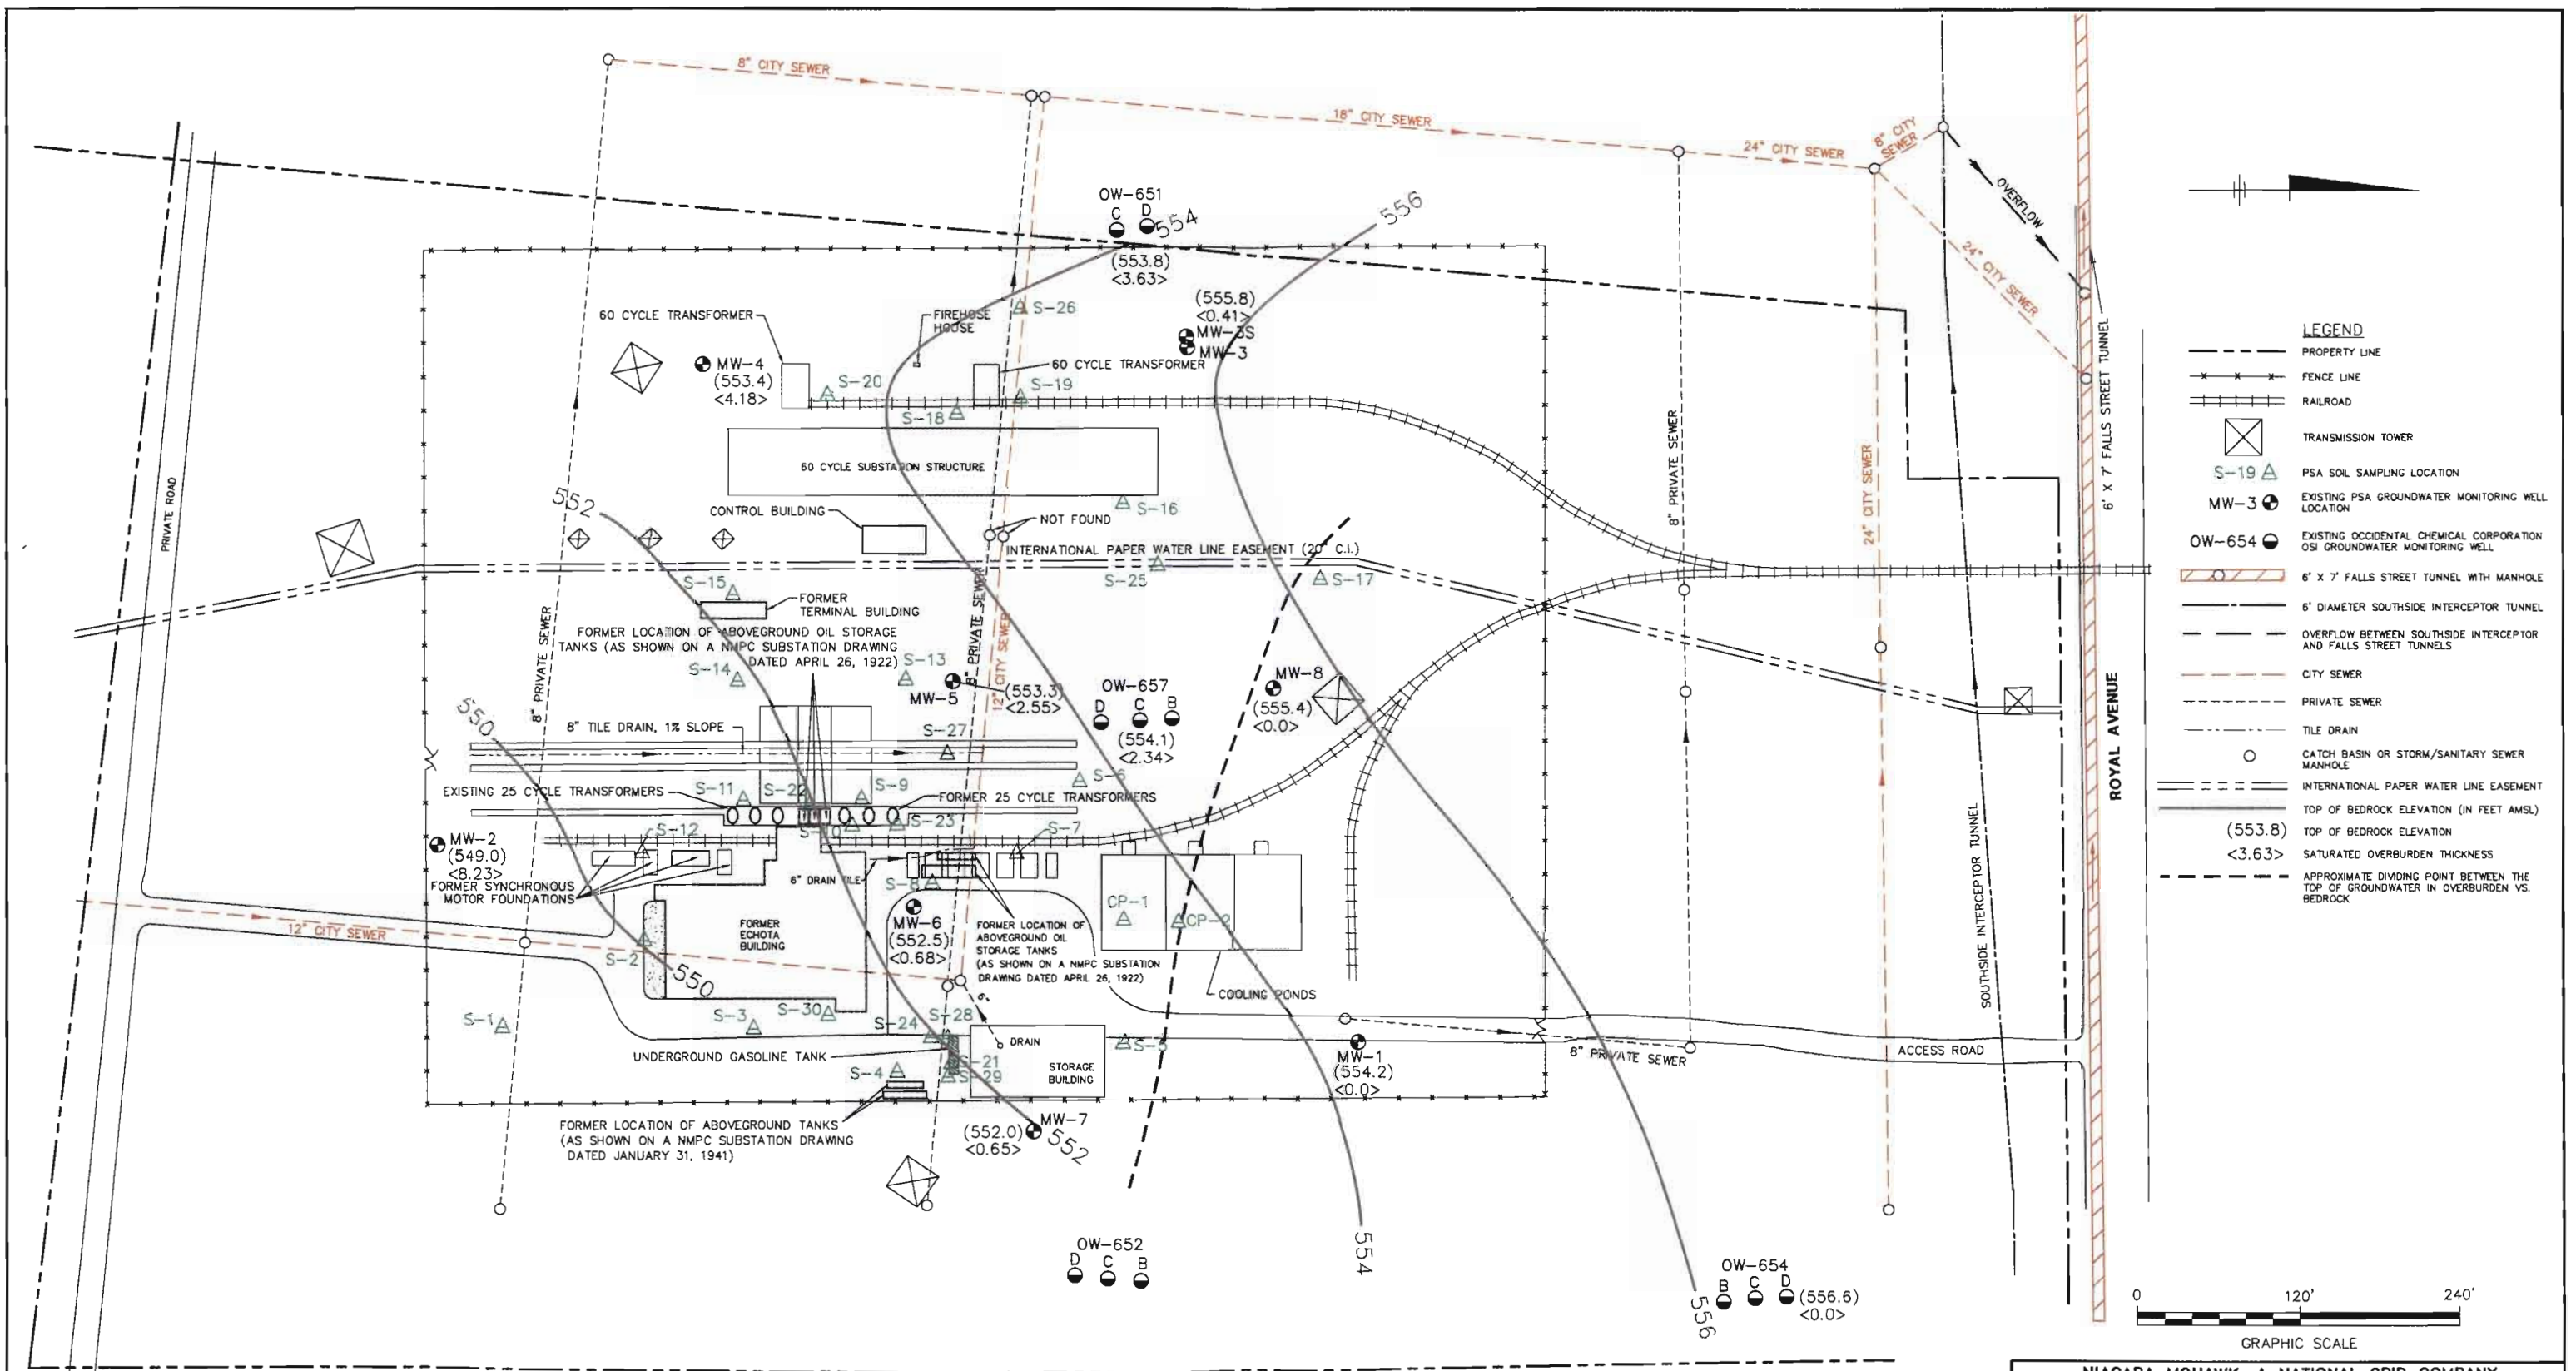 8" CITY SEWER
18" CITY SEWER
24" CITY SEWER
8" CITY
SEWER
OVERFLOW
24" CITY SEWER
OW-651
C D
554
556
(553.8)
<3.63>
(555.8)
<0.41>
MW-3S
MW-3
S-26
60 CYCLE TRANSFORMER
FIREHOSE
HOUSE
MW-4
(553.4)
<4.18>
S-20
60 CYCLE TRANSFORMER
S-19
S-18
60 CYCLE SUBSTATION STRUCTURE
S-16
PRIVATE ROAD
552
CONTROL BUILDING
NOT FOUND
INTERNATIONAL PAPER WATER LINE EASEMENT (20" C.I.)
S-25
S-17
S-15
FORMER
TERMINAL BUILDING
FORMER LOCATION OF ABOVEGROUND OIL STORAGE
TANKS (AS SHOWN ON A NMPC SUBSTATION DRAWING
DATED APRIL 26, 1922)
S-14
S-13
MW-5
(553.3)
<2.55>
8" PRIVATE SEWER
8" PRIVATE SEWER
12" CITY SEWER
8" PRIVATE SEWER
24" CITY SEWER
OW-657
D C B
(554.1)
<2.34>
MW-8
(555.4)
<0.0>
550
8" TILE DRAIN, 1% SLOPE
S-27
S-6
S-11
S-22
S-9
EXISTING 25 CYCLE TRANSFORMERS
FORMER 25 CYCLE TRANSFORMERS
S-10
S-23
S-12
S-7
MW-2
(549.0)
<8.23>
FORMER SYNCHRONOUS
MOTOR FOUNDATIONS
6" DRAIN TILE
S-8
MW-6
(552.5)
<0.68>
FORMER LOCATION OF
ABOVEGROUND OIL
STORAGE TANKS
(AS SHOWN ON A NMPC SUBSTATION
DRAWING DATED APRIL 26, 1922)
CP-1
CP-2
COOLING PONDS
12" CITY SEWER
FORMER
ECHOTA
BUILDING
S-2
550
6"
S-1
S-3
S-30
S-24
S-28
DRAIN
UNDERGROUND GASOLINE TANK
S-21
S-29
S-4
STORAGE
BUILDING
S-5
MW-1
(554.2)
<0.0>
8" PRIVATE SEWER
ACCESS ROAD
FORMER LOCATION OF ABOVEGROUND TANKS
(AS SHOWN ON A NMPC SUBSTATION DRAWING
DATED JANUARY 31, 1941)
MW-7
(552.0)
<0.65>
552
OW-652
D C B
554
556
OW-654
B C D
(556.6)
<0.0>
SOUTHSIDE INTERCEPTOR TUNNEL
ROYAL AVENUE
6' X 7' FALLS STREET TUNNEL
LEGEND
PROPERTY LINE
FENCE LINE
RAILROAD
TRANSMISSION TOWER
S-19 PSA SOIL SAMPLING LOCATION
MW-3 EXISTING PSA GROUNDWATER MONITORING WELL
LOCATION
OW-654 EXISTING OCCIDENTAL CHEMICAL CORPORATION
OSI GROUNDWATER MONITORING WELL
6' X 7' FALLS STREET TUNNEL WITH MANHOLE
6' DIAMETER SOUTHSIDE INTERCEPTOR TUNNEL
OVERFLOW BETWEEN SOUTHSIDE INTERCEPTOR
AND FALLS STREET TUNNELS
CITY SEWER
PRIVATE SEWER
TILE DRAIN
CATCH BASIN OR STORM/SANITARY SEWER
MANHOLE
INTERNATIONAL PAPER WATER LINE EASEMENT
TOP OF BEDROCK ELEVATION (IN FEET AMSL)
(553.8) TOP OF BEDROCK ELEVATION
<3.63> SATURATED OVERBURDEN THICKNESS
APPROXIMATE DIVIDING POINT BETWEEN THE
TOP OF GROUNDWATER IN OVERBURDEN VS.
BEDROCK
0 120' 240'
GRAPHIC SCALE
NIAGARA MOHAWK, A NATIONAL GRID COMPANY